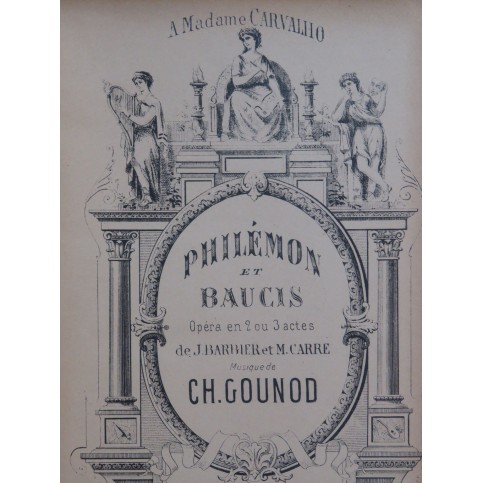 A Madame CARVALHO
PHILÉMON
ET
BAUCIS
Opéra en 2 ou 3 actes
de J. BARBIER et M. CARRE
Musique de
CH. GOUNOD